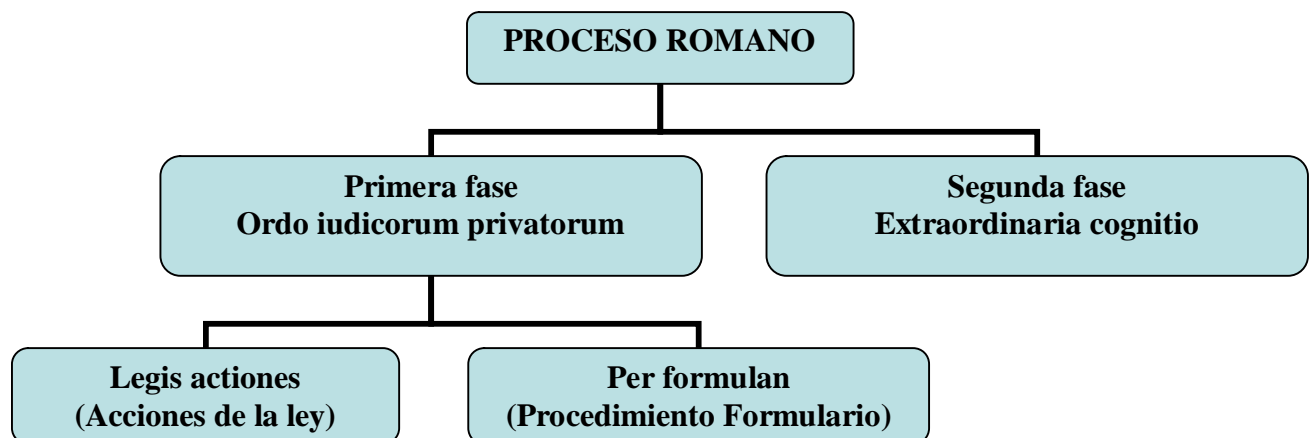 PROCESO ROMANO
Primera fase
Ordo iudicorum privatorum
Segunda fase
Extraordinaria cognitio
Legis actiones
(Acciones de la ley)
Per formulan
(Procedimiento Formulario)